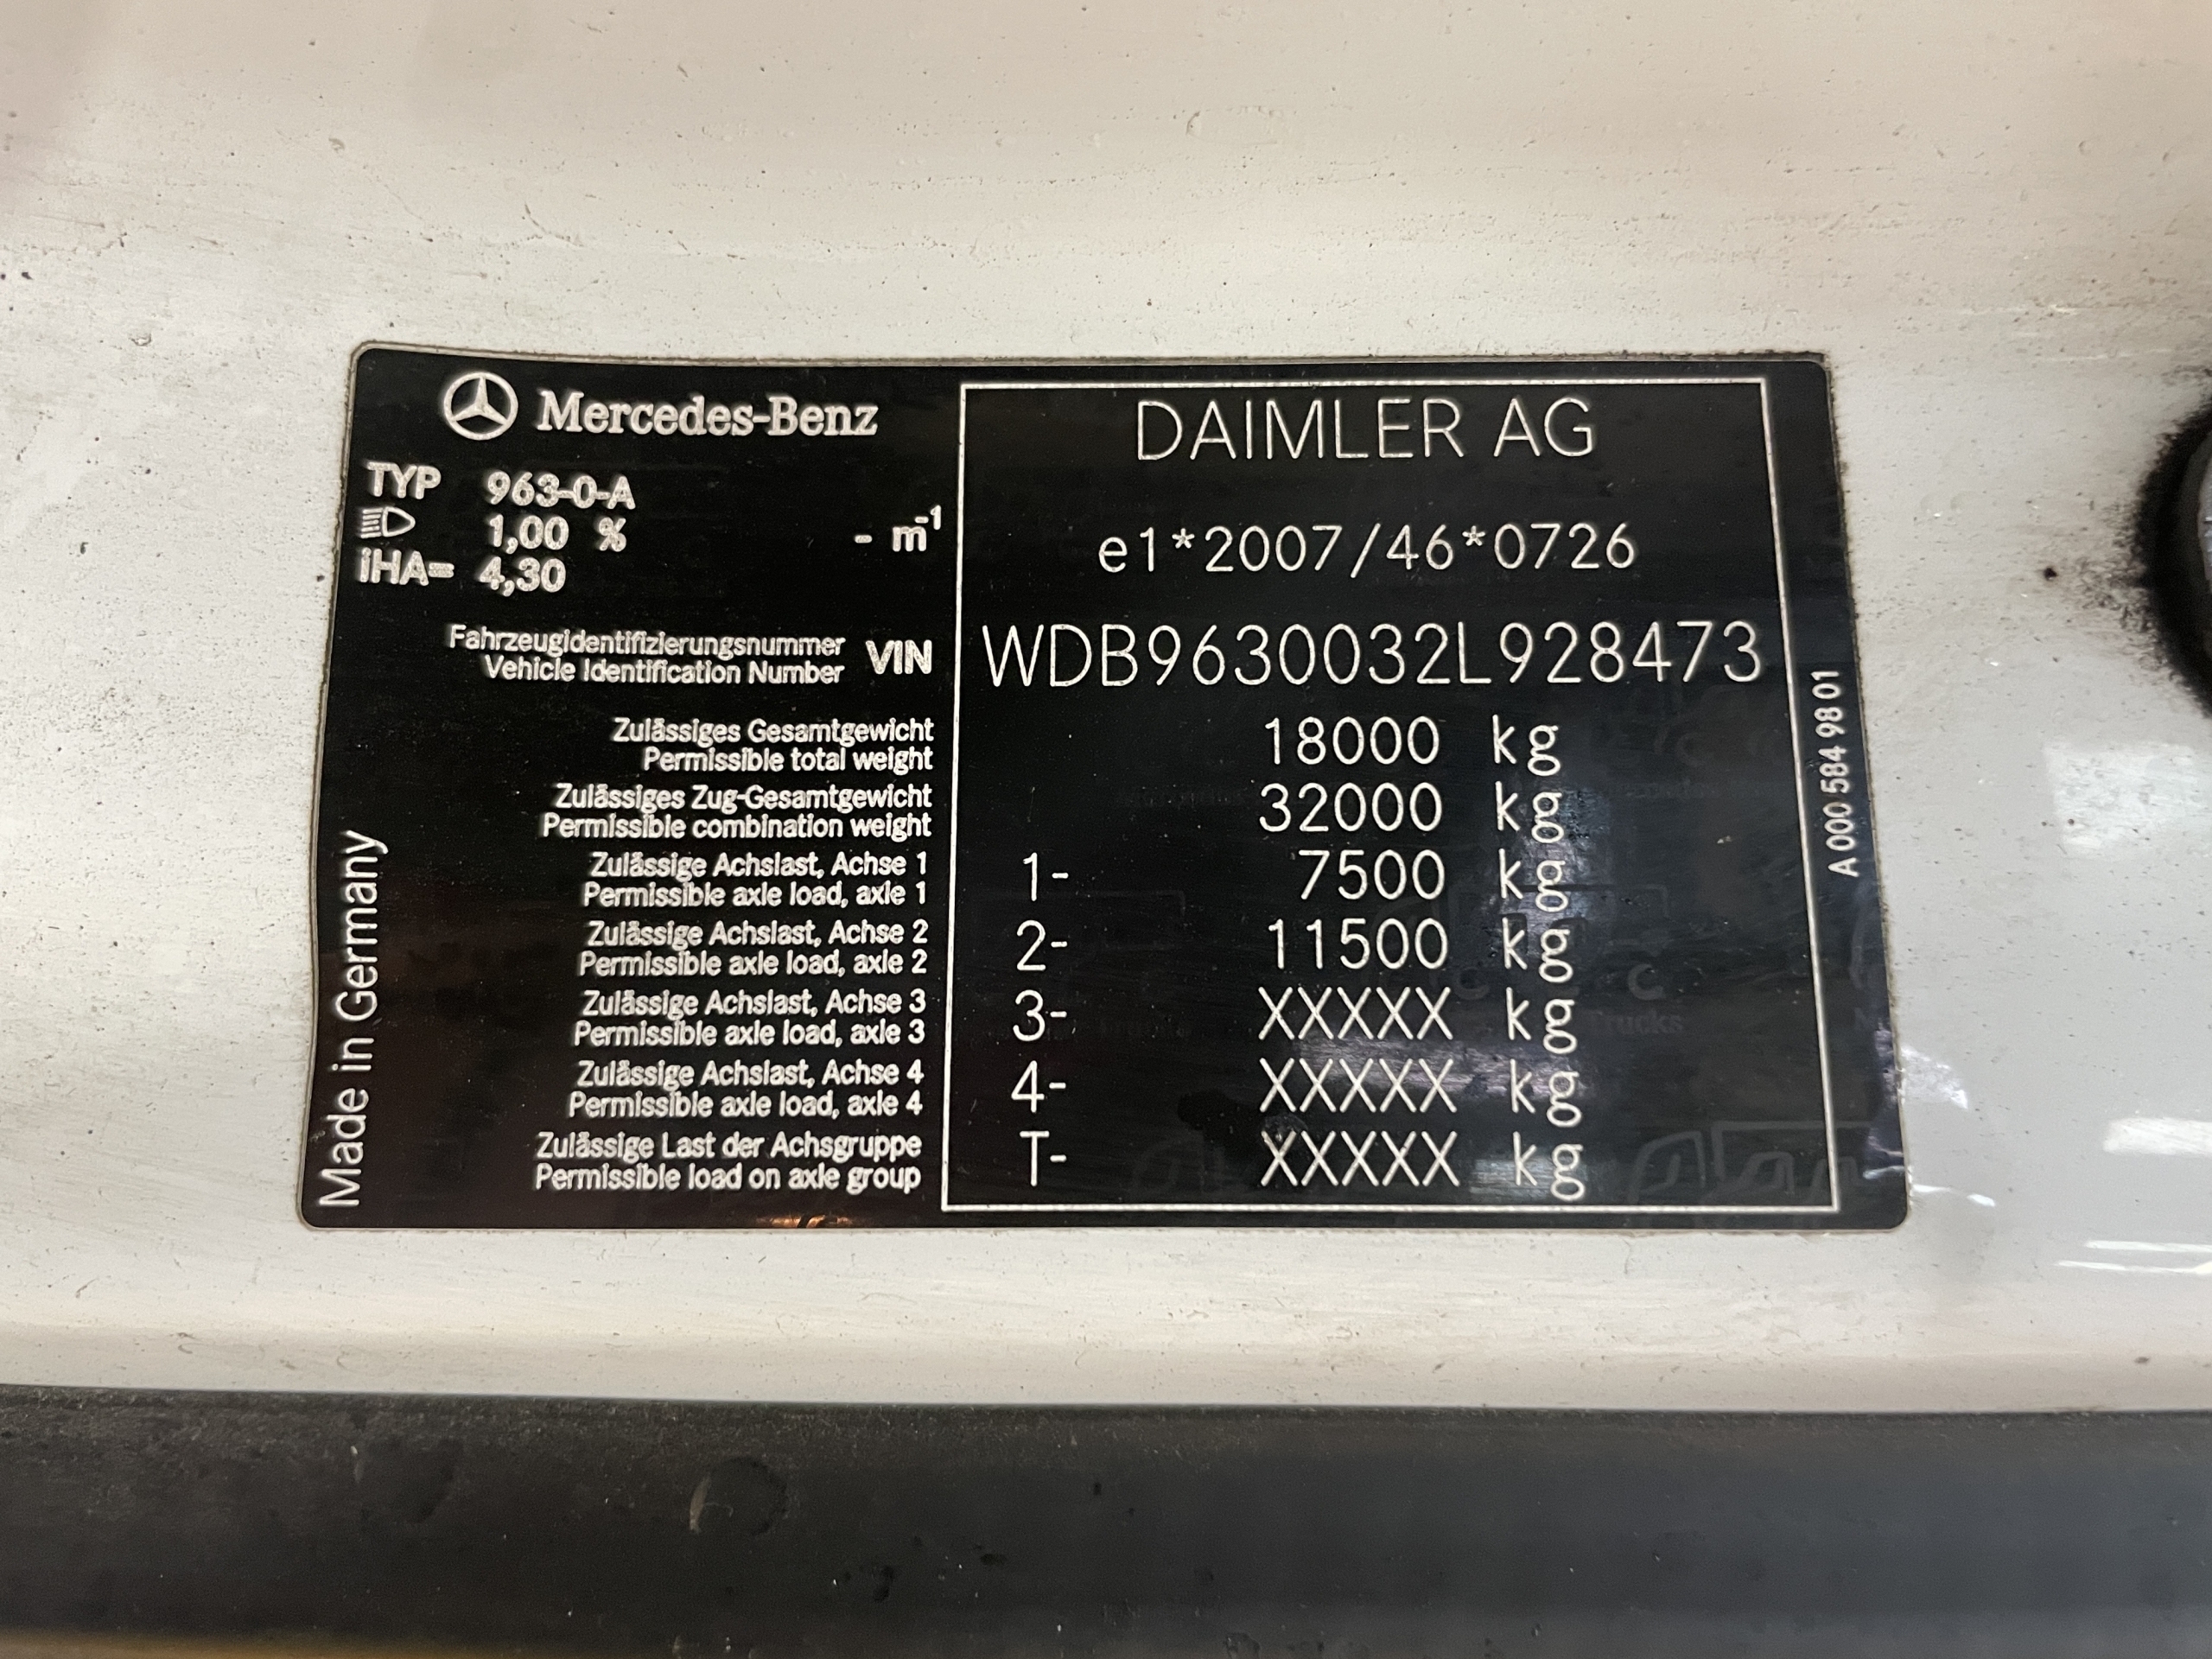 Mercedes-Benz
TYP 963-0-A
1,00 % - m-1
iHA= 4,30
DAIMLER AG
e1*2007/46*0726
Fahrzeugidentifizierungsnummer
Vehicle Identification Number
VIN WDB9630032L928473
Zulässiges Gesamtgewicht
Permissible total weight
18000 kg
Zulässiges Zug-Gesamtgewicht
Permissible combination weight
32000 kg
Zulässige Achslast, Achse 1
Permissible axle load, axle 1
1- 7500 kg
Zulässige Achslast, Achse 2
Permissible axle load, axle 2
2- 11500 kg
Zulässige Achslast, Achse 3
Permissible axle load, axle 3
3- XXXXX kg
Zulässige Achslast, Achse 4
Permissible axle load, axle 4
4- XXXXX kg
Zulässige Last der Achsgruppe
Permissible load on axle group
T- XXXXX kg
Made in Germany
A 000 584 98 01